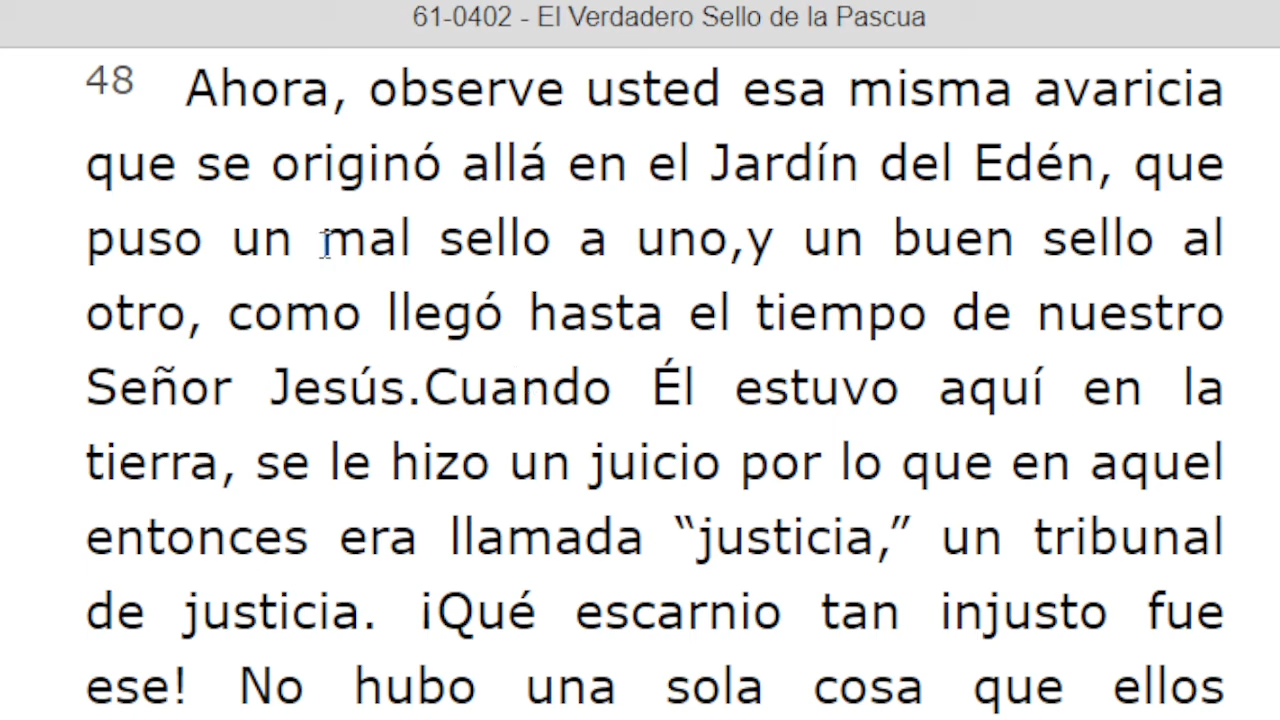 61-0402 - El Verdadero Sello de la Pascua
48 Ahora, observe usted esa misma avaricia
que se originó allá en el Jardín del Edén, que
puso un mal sello a uno,y un buen sello al
otro, como llegó hasta el tiempo de nuestro
Señor Jesús.Cuando Él estuvo aquí en la
tierra, se le hizo un juicio por lo que en aquel
entonces era llamada “justicia,” un tribunal
de justicia. ¡Qué escarnio tan injusto fue
ese! No hubo una sola cosa que ellos